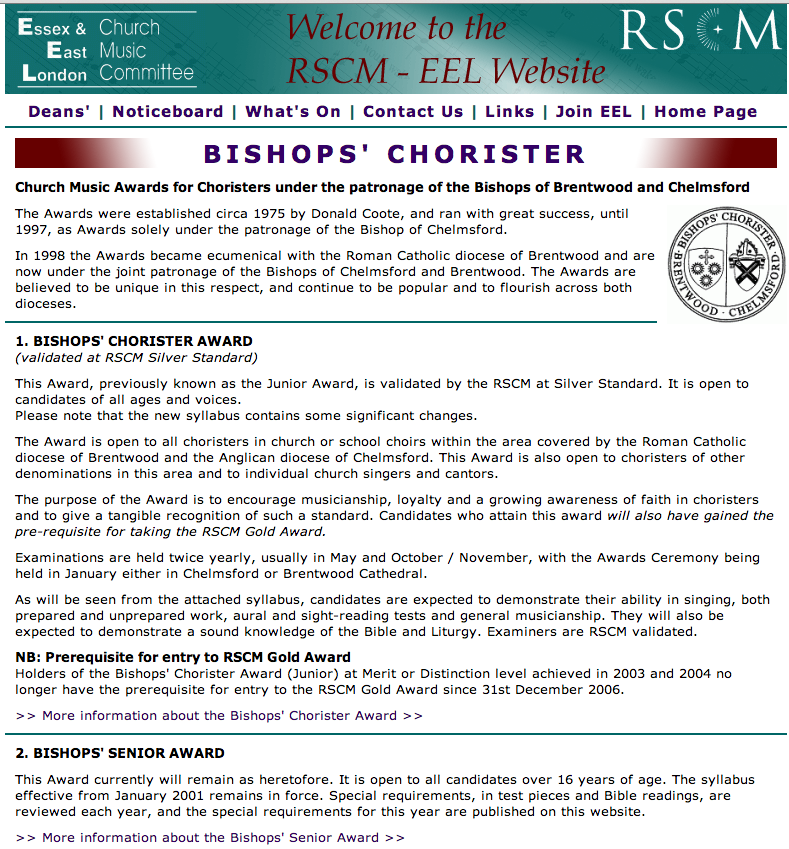 Essex & Church
East Music
London Committee
Welcome to the
RSCM - EEL Website
RSCM
Deans' | Noticeboard | What's On | Contact Us | Links | Join EEL | Home Page
BISHOPS' CHORISTER
Church Music Awards for Choristers under the patronage of the Bishops of Brentwood and Chelmsford
The Awards were established circa 1975 by Donald Coote, and ran with great success, until
1997, as Awards solely under the patronage of the Bishop of Chelmsford.
In 1998 the Awards became ecumenical with the Roman Catholic diocese of Brentwood and are
now under the joint patronage of the Bishops of Chelmsford and Brentwood. The Awards are
believed to be unique in this respect, and continue to be popular and to flourish across both
dioceses.
BISHOPS' CHORISTER
BRENTWOOD · CHELMSFORD
1. BISHOPS' CHORISTER AWARD
(validated at RSCM Silver Standard)
This Award, previously known as the Junior Award, is validated by the RSCM at Silver Standard. It is open to
candidates of all ages and voices.
Please note that the new syllabus contains some significant changes.
The Award is open to all choristers in church or school choirs within the area covered by the Roman Catholic
diocese of Brentwood and the Anglican diocese of Chelmsford. This Award is also open to choristers of other
denominations in this area and to individual church singers and cantors.
The purpose of the Award is to encourage musicianship, loyalty and a growing awareness of faith in choristers
and to give a tangible recognition of such a standard. Candidates who attain this award will also have gained the
pre-requisite for taking the RSCM Gold Award.
Examinations are held twice yearly, usually in May and October / November, with the Awards Ceremony being
held in January either in Chelmsford or Brentwood Cathedral.
As will be seen from the attached syllabus, candidates are expected to demonstrate their ability in singing, both
prepared and unprepared work, aural and sight-reading tests and general musicianship. They will also be
expected to demonstrate a sound knowledge of the Bible and Liturgy. Examiners are RSCM validated.
NB: Prerequisite for entry to RSCM Gold Award
Holders of the Bishops' Chorister Award (Junior) at Merit or Distinction level achieved in 2003 and 2004 no
longer have the prerequisite for entry to the RSCM Gold Award since 31st December 2006.
>> More information about the Bishops' Chorister Award >>
2. BISHOPS' SENIOR AWARD
This Award currently will remain as heretofore. It is open to all candidates over 16 years of age. The syllabus
effective from January 2001 remains in force. Special requirements, in test pieces and Bible readings, are
reviewed each year, and the special requirements for this year are published on this website.
>> More information about the Bishops' Senior Award >>